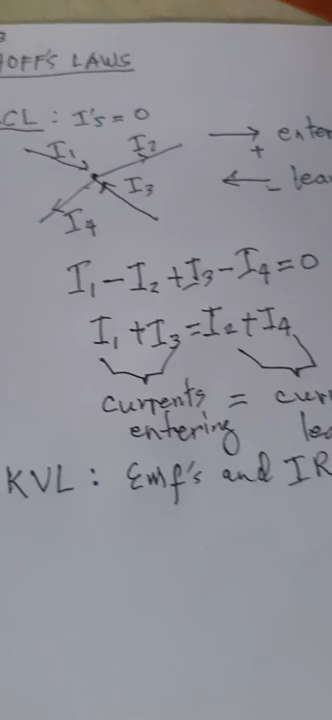 HOFF'S LAWS
CL : I's = 0
I₁ I₂
→ enter
+
I₃
← lea
−
I₄
I₁ − I₂ + I₃ − I₄ = 0
I₁ + I₃ = I₂ + I₄
currents = curr
entering lea
KVL : Emf's and IR